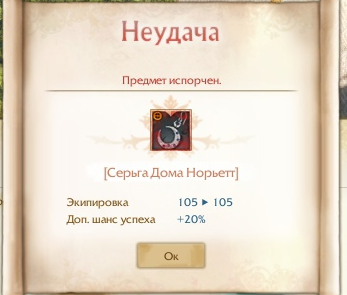 Неудача
Предмет испорчен.
[Серьга Дома Норьетт]
Экипировка 105 ▶ 105
Доп. шанс успеха +20%
Ок